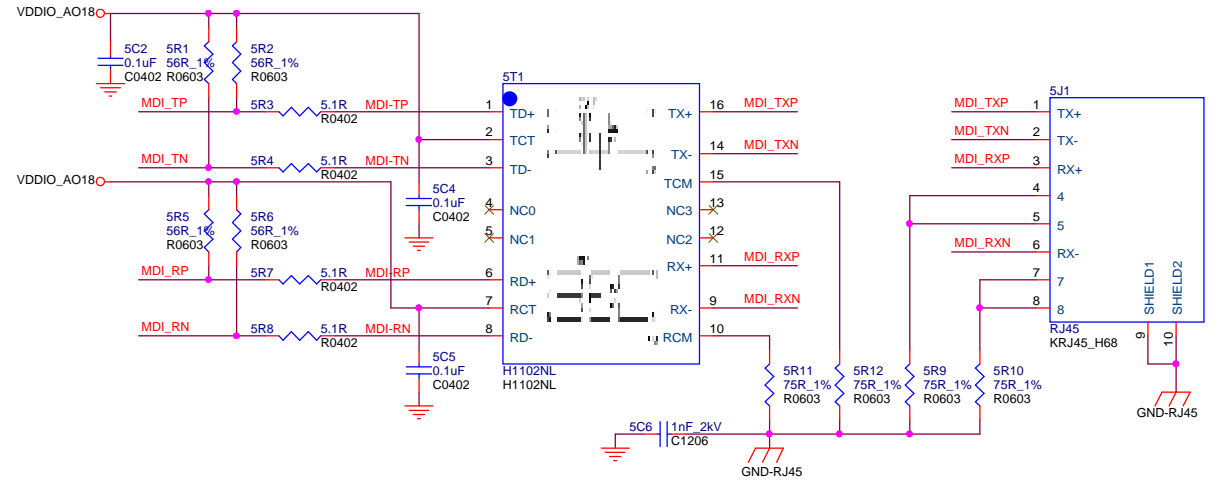 VDDIO_AO18
5C2
0.1uF
C0402
5R1
56R_1%
R0603
5R2
56R_1%
R0603
MDI_TP
5R3
5.1R
R0402
MDI-TP
MDI_TN
5R4
5.1R
R0402
MDI-TN
VDDIO_AO18
5C4
0.1uF
C0402
5R5
56R_1%
R0603
5R6
56R_1%
R0603
MDI_RP
5R7
5.1R
R0402
MDI-RP
MDI_RN
5R8
5.1R
R0402
MDI-RN
5C5
0.1uF
C0402
5T1
1
TD+
2
TCT
3
TD-
4
NC0
5
NC1
6
RD+
7
RCT
8
RD-
TX+
16
MDI_TXP
TX-
14
MDI_TXN
TCM
15
NC3
13
NC2
12
RX+
11
MDI_RXP
RX-
9
MDI_RXN
RCM
10
H1102NL
H1102NL
5R11
75R_1%
R0603
5R12
75R_1%
R0603
5R9
75R_1%
R0603
5R10
75R_1%
R0603
5C6
1nF_2kV
C1206
GND-RJ45
5J1
MDI_TXP
1
TX+
MDI_TXN
2
TX-
MDI_RXP
3
RX+
4
4
5
5
MDI_RXN
6
RX-
7
7
8
8
SHIELD1
SHIELD2
9
10
RJ45
KRJ45_H68
GND-RJ45